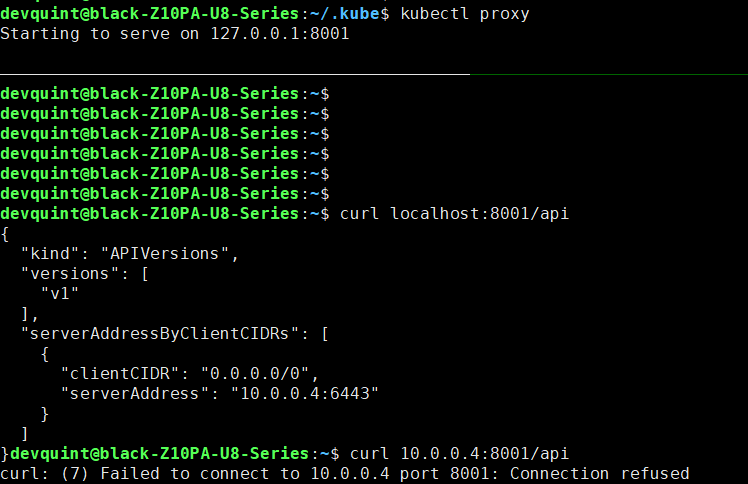 devquint@black-Z10PA-U8-Series:~/.kube$ kubectl proxy
Starting to serve on 127.0.0.1:8001
devquint@black-Z10PA-U8-Series:~$
devquint@black-Z10PA-U8-Series:~$
devquint@black-Z10PA-U8-Series:~$
devquint@black-Z10PA-U8-Series:~$
devquint@black-Z10PA-U8-Series:~$
devquint@black-Z10PA-U8-Series:~$
devquint@black-Z10PA-U8-Series:~$ curl localhost:8001/api
{
  "kind": "APIVersions",
  "versions": [
    "v1"
  ],
  "serverAddressByClientCIDRs": [
    {
      "clientCIDR": "0.0.0.0/0",
      "serverAddress": "10.0.0.4:6443"
    }
  ]
}devquint@black-Z10PA-U8-Series:~$ curl 10.0.0.4:8001/api
curl: (7) Failed to connect to 10.0.0.4 port 8001: Connection refused